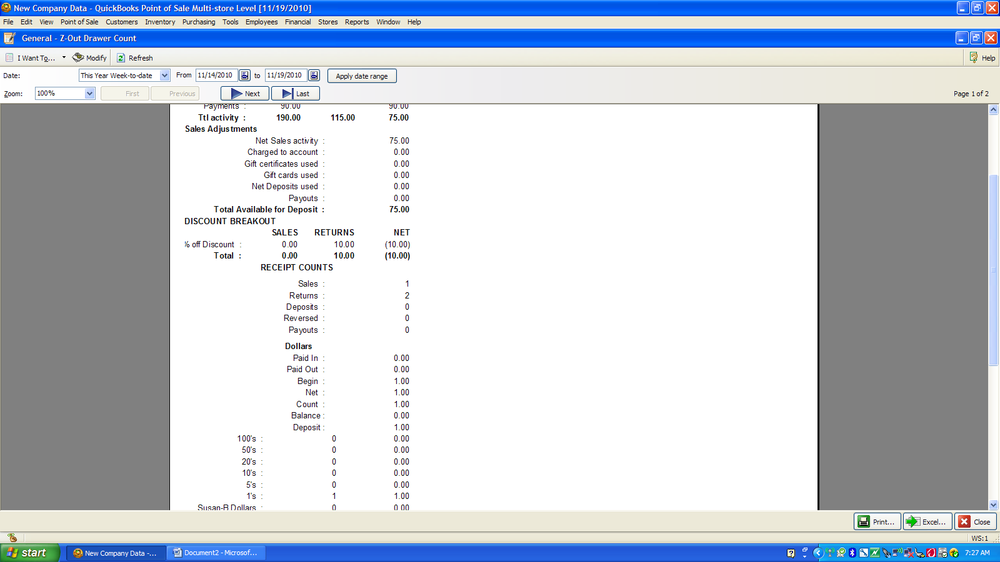 New Company Data - QuickBooks Point of Sale Multi-store Level [11/19/2010]
File Edit View Point of Sale Customers Inventory Purchasing Tools Employees Financial Stores Reports Window Help
General - Z-Out Drawer Count
I Want To... Modify Refresh Help
Date: This Year Week-to-date From 11/14/2010 to 11/19/2010 Apply date range
Zoom: 100% First Previous Next Last Page 1 of 2
Payments : 90.00 90.00
Ttl activity : 190.00 115.00 75.00
Sales Adjustments
Net Sales activity : 75.00
Charged to account : 0.00
Gift certificates used : 0.00
Gift cards used : 0.00
Net Deposits used : 0.00
Payouts : 0.00
Total Available for Deposit : 75.00
DISCOUNT BREAKOUT
SALES RETURNS NET
% off Discount : 0.00 10.00 (10.00)
Total : 0.00 10.00 (10.00)
RECEIPT COUNTS
Sales : 1
Returns : 2
Deposits : 0
Reversed : 0
Payouts : 0
Dollars
Paid In : 0.00
Paid Out : 0.00
Begin : 1.00
Net : 1.00
Count : 1.00
Balance : 0.00
Deposit : 1.00
100's : 0 0.00
50's : 0 0.00
20's : 0 0.00
10's : 0 0.00
5's : 0 0.00
1's : 1 1.00
Susan-B Dollars : 0 0.00
Print... Excel... Close
WS:1
start New Company Data -... Document2 - Microsof... 7:27 AM